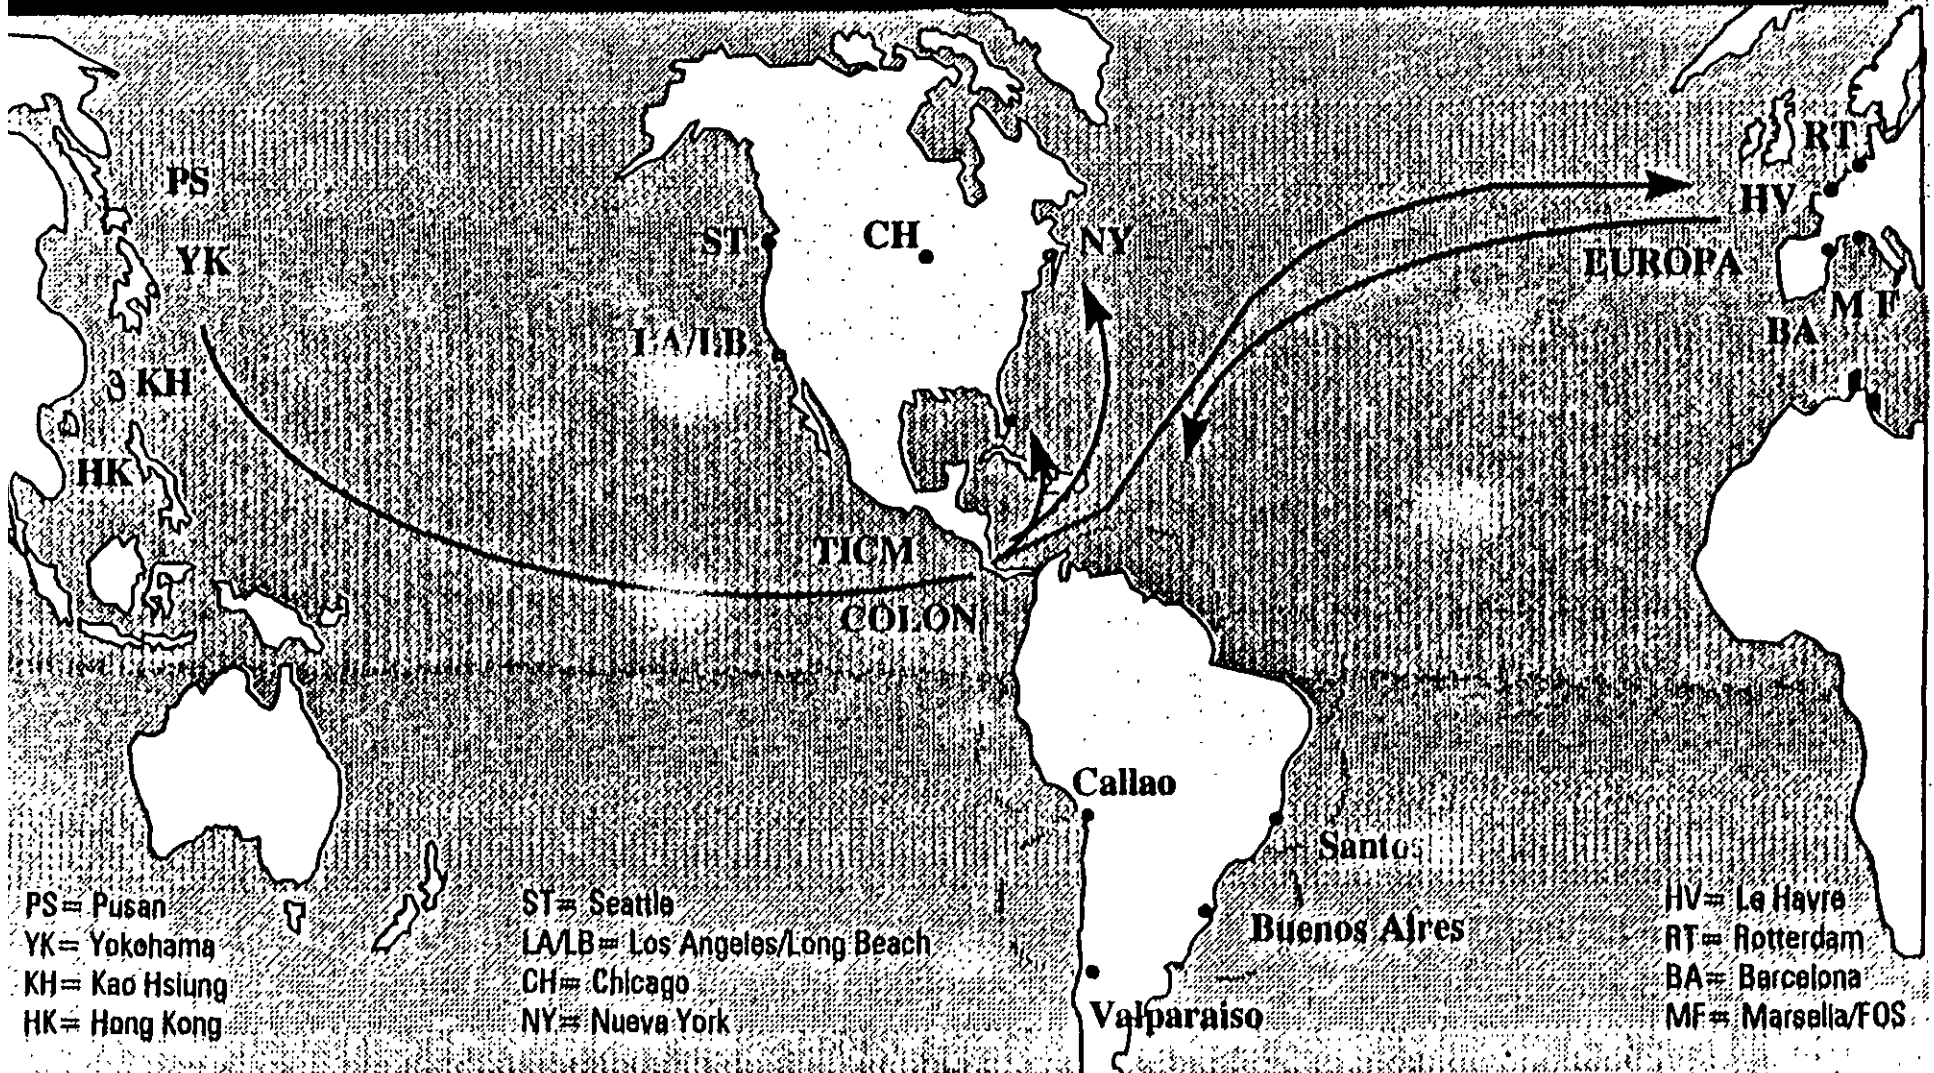 PS
RT
HV
ST
CH
NY
YK
EUROPA
M F
BA
LA/LB
KH
HK
TICM
COLON
Callao
Santos
Buenos Aires
Valparaiso
PS= Pusan
YK= Yokohama
KH= Kao Hsiung
HK= Hong Kong
ST= Seattle
LA/LB= Los Angeles/Long Beach
CH= Chicago
NY= Nueva York
HV= Le Havre
RT= Rotterdam
BA= Barcelona
MF= Marsella/FOS